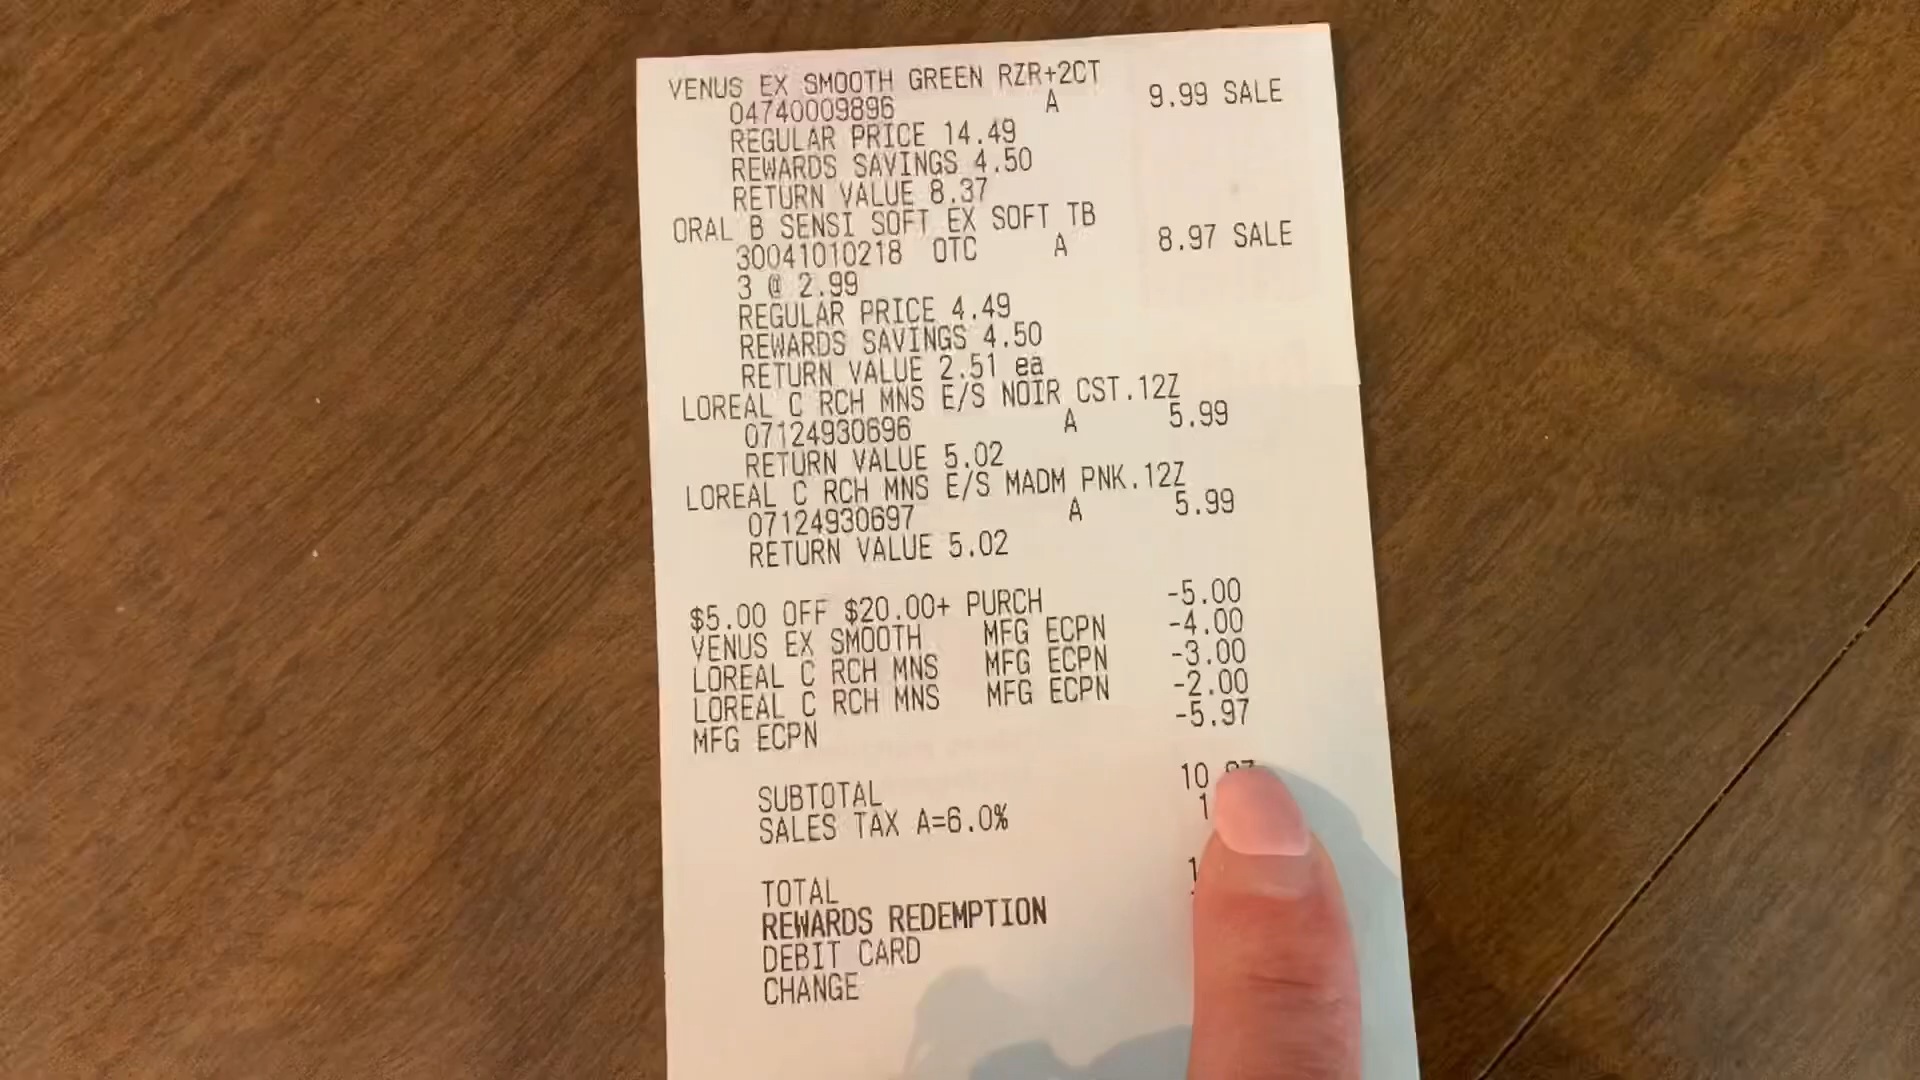 VENUS EX SMOOTH GREEN RZR+2CT
04740009896 A 9.99 SALE
REGULAR PRICE 14.49
REWARDS SAVINGS 4.50
RETURN VALUE 8.37
ORAL B SENSI SOFT EX SOFT TB
30041010218 OTC A 8.97 SALE
3 @ 2.99
REGULAR PRICE 4.49
REWARDS SAVINGS 4.50
RETURN VALUE 2.51 ea
LOREAL C RCH MNS E/S NOIR CST.12Z
07124930696 A 5.99
RETURN VALUE 5.02
LOREAL C RCH MNS E/S MADM PNK.12Z
07124930697 A 5.99
RETURN VALUE 5.02
$5.00 OFF $20.00+ PURCH -5.00
VENUS EX SMOOTH MFG ECPN -4.00
LOREAL C RCH MNS MFG ECPN -3.00
LOREAL C RCH MNS MFG ECPN -2.00
MFG ECPN -5.97
SUBTOTAL 10
SALES TAX A=6.0%
TOTAL
REWARDS REDEMPTION
DEBIT CARD
CHANGE